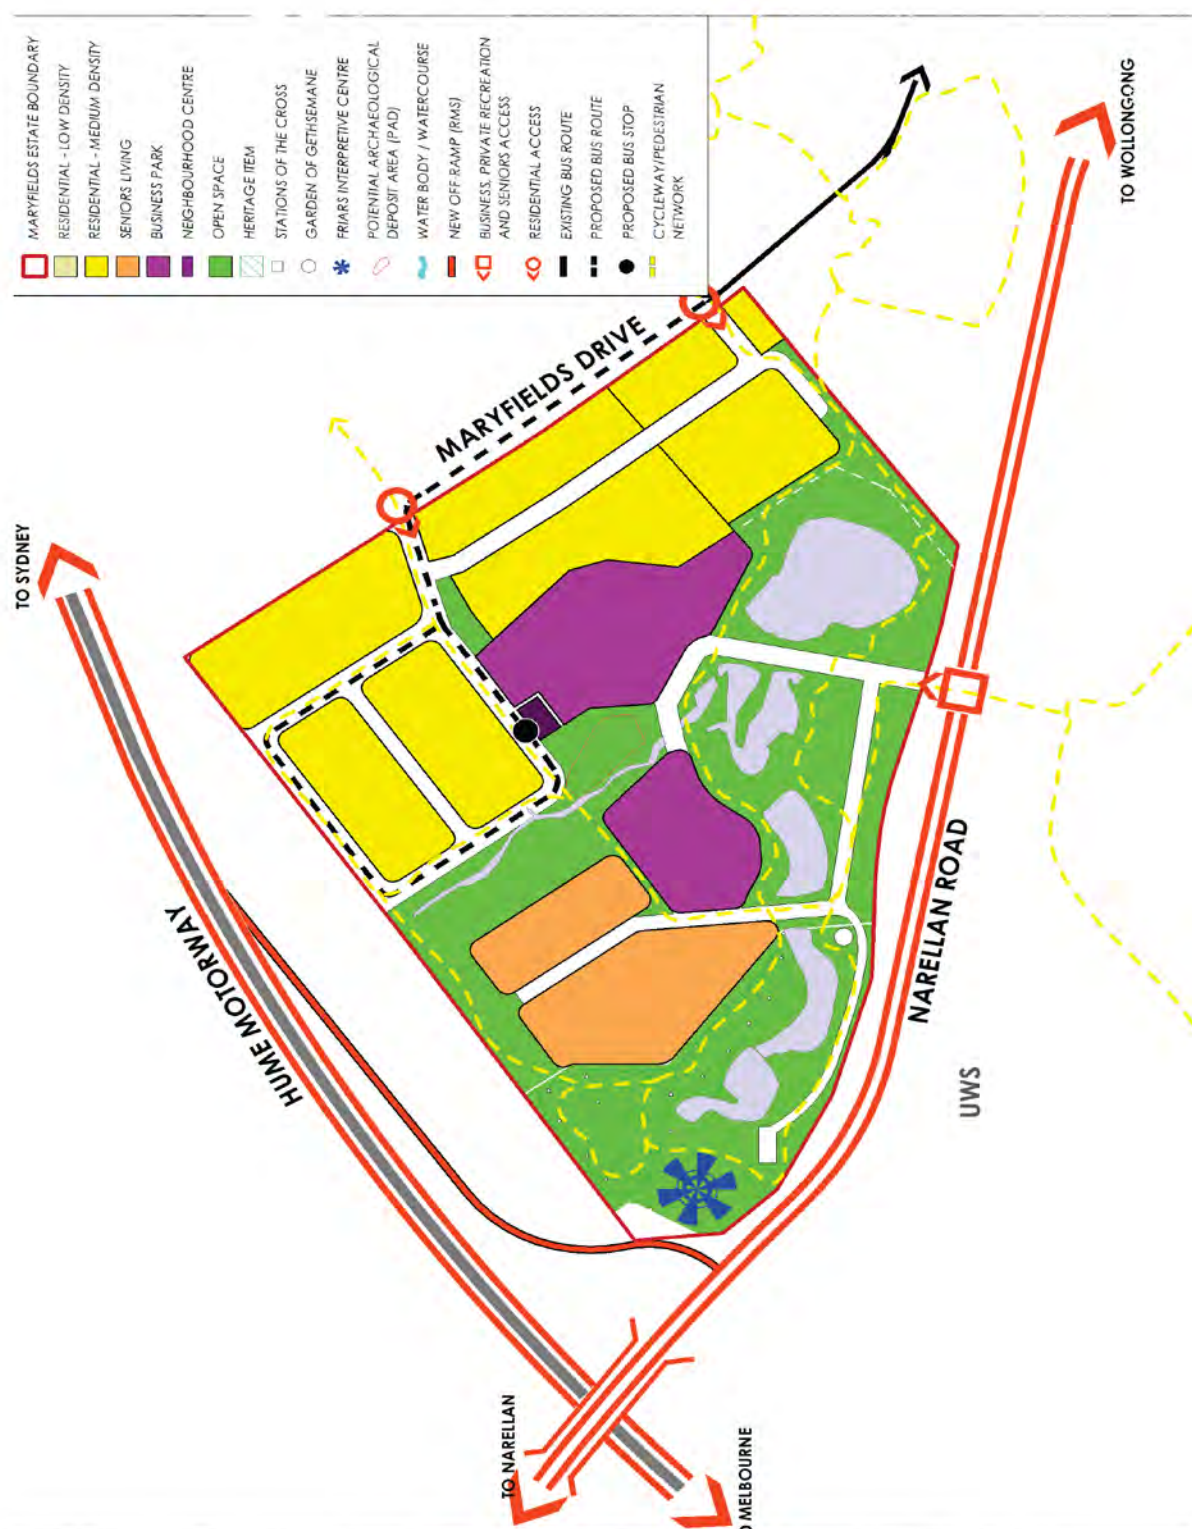 MARYFIELDS ESTATE BOUNDARY
RESIDENTIAL - LOW DENSITY
RESIDENTIAL - MEDIUM DENSITY
SENIORS LIVING
BUSINESS PARK
NEIGHBOURHOOD CENTRE
OPEN SPACE
HERITAGE ITEM
STATIONS OF THE CROSS
GARDEN OF GETHSEMANE
FRIARS INTERPRETIVE CENTRE
POTENTIAL ARCHAEOLOGICAL
DEPOSIT AREA (PAD)
WATER BODY / WATERCOURSE
NEW OFF RAMP (RMS)
BUSINESS, PRIVATE RECREATION
AND SENIORS ACCESS
RESIDENTIAL ACCESS
EXISTING BUS ROUTE
PROPOSED BUS ROUTE
PROPOSED BUS STOP
CYCLEWAY/PEDESTRIAN
NETWORK
TO SYDNEY
HUME MOTORWAY
MARYFIELDS DRIVE
TO WOLLONGONG
NARELLAN ROAD
UWS
TO NARELLAN
O MELBOURNE